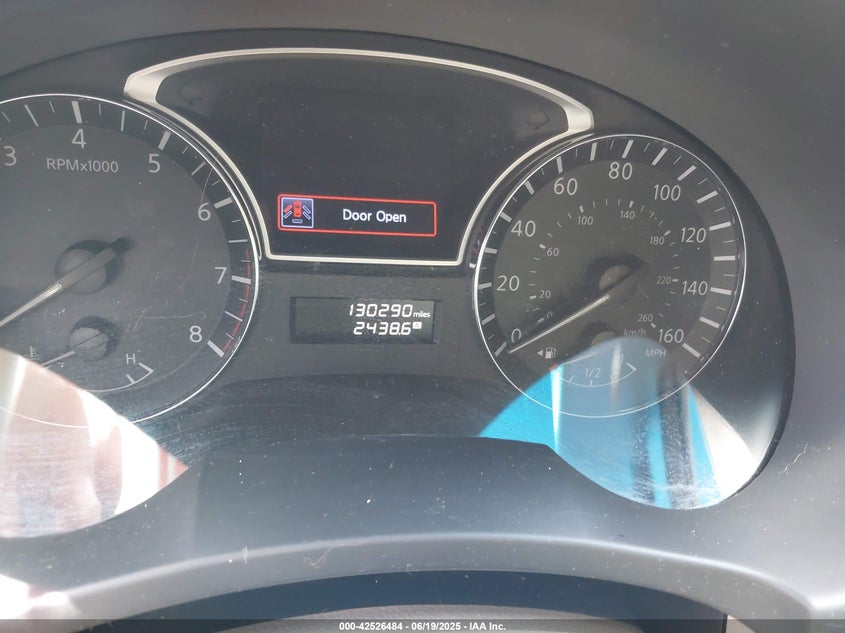 3 4 5 6 7 8
RPMx1000
H
Door Open
130290 miles
2438.6 A
0 20 40 60 80 100 120 140 160
MPH
0 20 60 100 140 180 220 260
km/h
1/2
000-42526484 - 06/19/2025 - IAA Inc.